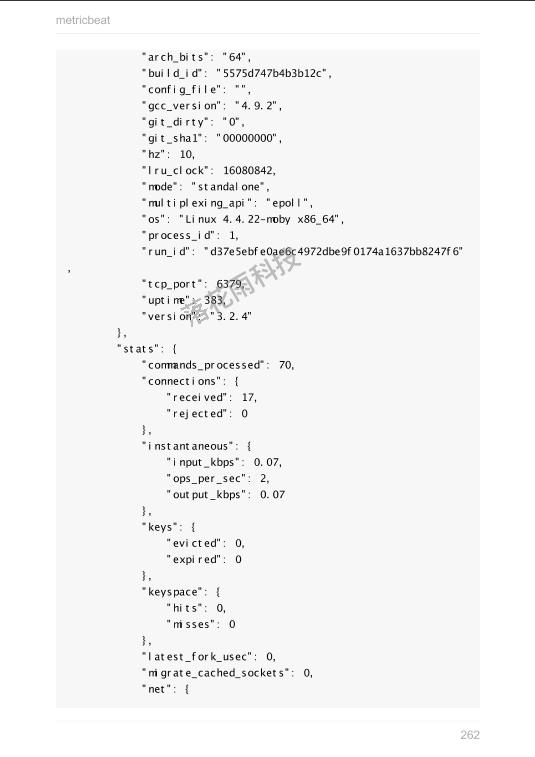 metricbeat
"arch_bits": "64",
"build_id": "5575d747b4b3b12c",
"config_file": "",
"gcc_version": "4.9.2",
"git_dirty": "0",
"git_sha1": "00000000",
"hz": 10,
"lru_clock": 16080842,
"mode": "standalone",
"multiplexing_api": "epoll",
"os": "Linux 4.4.22-moby x86_64",
"process_id": 1,
"run_id": "d37e5ebfe0ae6c4972dbe9f0174a1637bb8247f6"
,
"tcp_port": 6379,
"uptime": 383,
"version": "3.2.4"
},
"stats": {
"commands_processed": 70,
"connections": {
"received": 17,
"rejected": 0
},
"instantaneous": {
"input_kbps": 0.07,
"ops_per_sec": 2,
"output_kbps": 0.07
},
"keys": {
"evicted": 0,
"expired": 0
},
"keyspace": {
"hits": 0,
"misses": 0
},
"latest_fork_usec": 0,
"migrate_cached_sockets": 0,
"net": {
落花雨科技
262